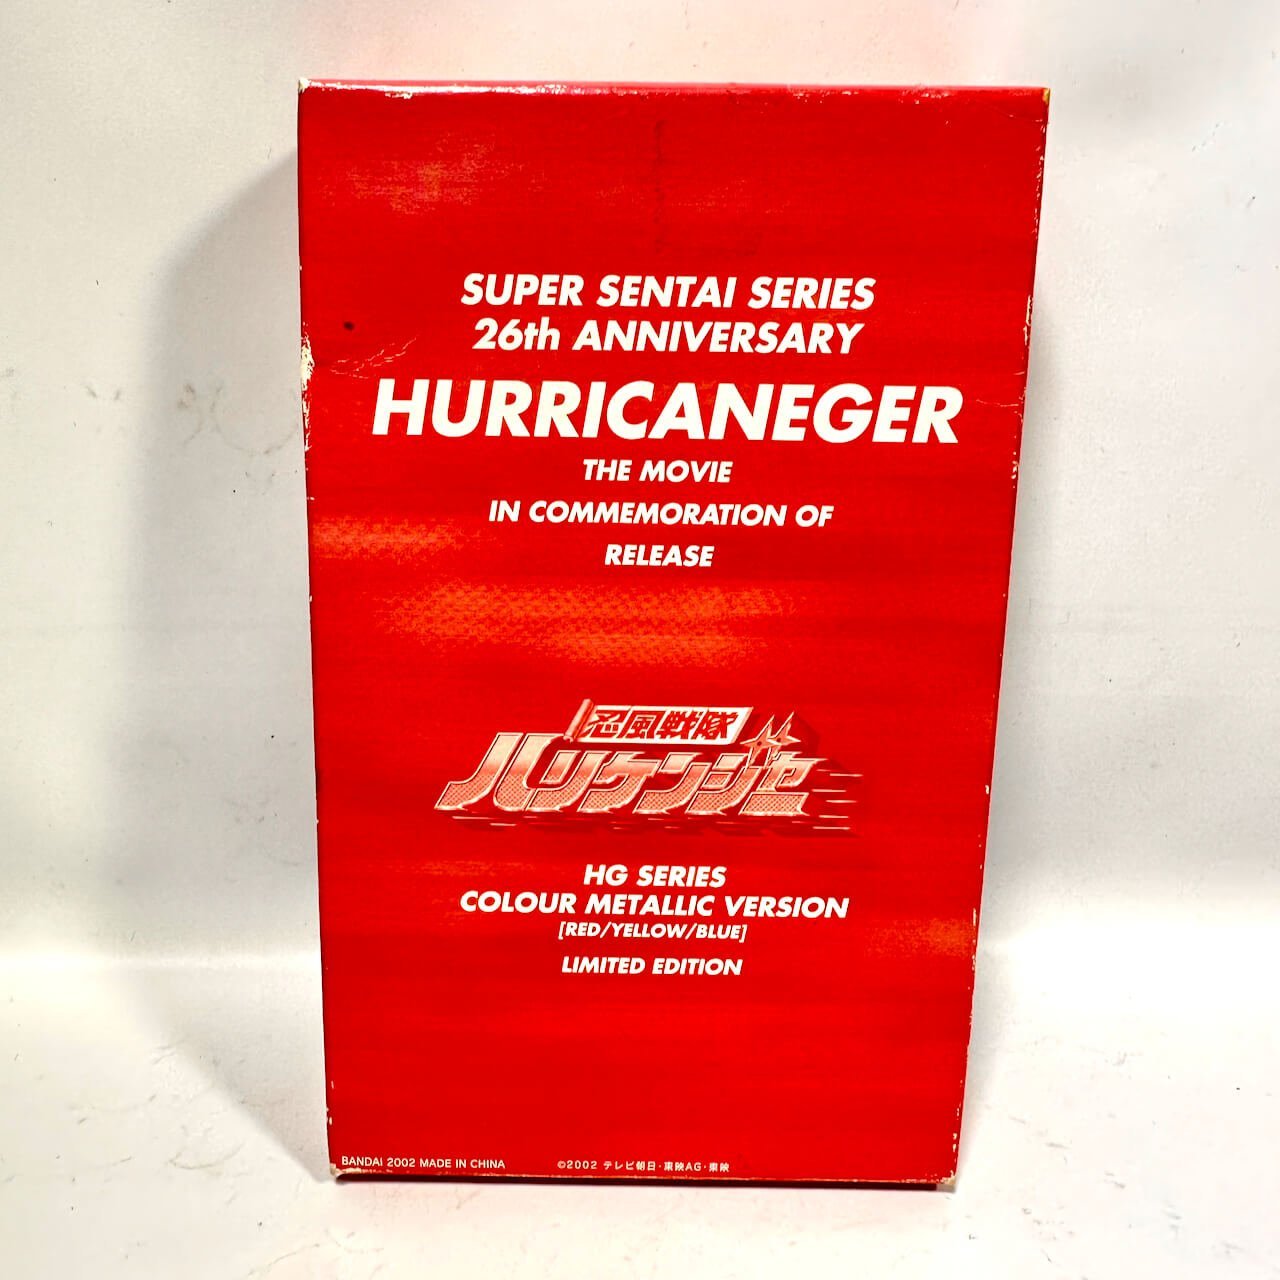 SUPER SENTAI SERIES
26th ANNIVERSARY
HURRICANEGER
THE MOVIE
IN COMMEMORATION OF
RELEASE
忍風戦隊
ハリケンジャー
HG SERIES
COLOUR METALLIC VERSION
[RED/YELLOW/BLUE]
LIMITED EDITION
BANDAI 2002 MADE IN CHINA ©2002 テレビ朝日・東映AG・東映